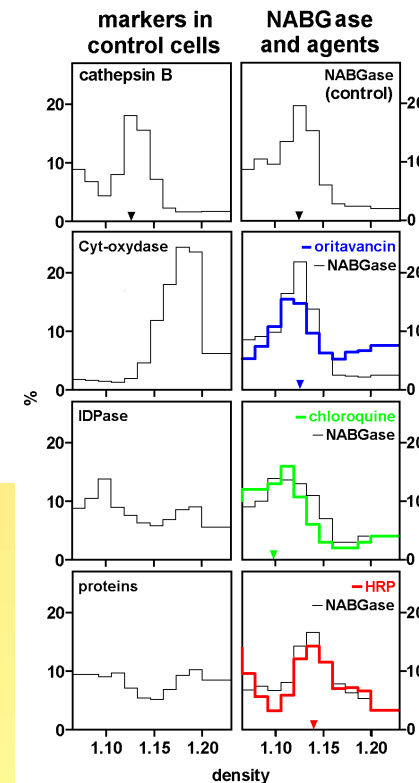 markers in
control cells
NABGase
and agents
cathepsin B
NABGase
(control)
20
10
0
20
10
0
Cyt-oxydase
oritavancin
NABGase
20
10
0
20
10
0
%
IDPase
chloroquine
NABGase
20
10
0
20
10
0
proteins
HRP
NABGase
20
10
0
20
10
0
1.10 1.15 1.20
1.10 1.15 1.20
density